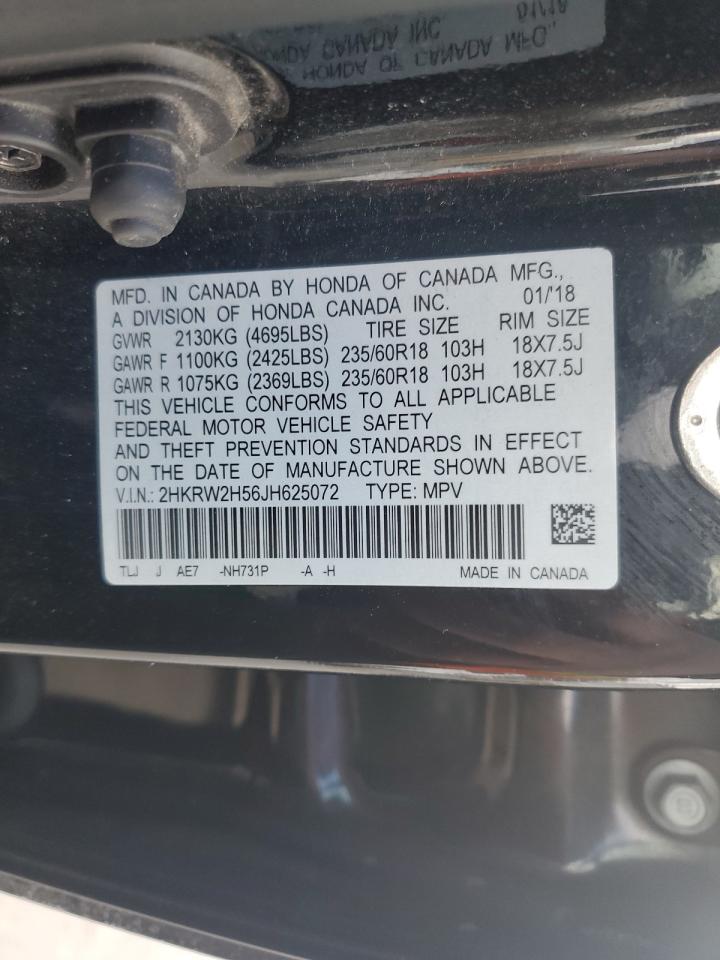 MFD. IN CANADA BY HONDA OF CANADA MFG.,
A DIVISION OF HONDA CANADA INC. 01/'18
GVWR 2130KG (4695LBS) TIRE SIZE RIM SIZE
GAWR F 1100KG (2425LBS) 235/60R18 103H 18X7.5J
GAWR R 1075KG (2369LBS) 235/60R18 103H 18X7.5J
THIS VEHICLE CONFORMS TO ALL APPLICABLE
FEDERAL MOTOR VEHICLE SAFETY
AND THEFT PREVENTION STANDARDS IN EFFECT
ON THE DATE OF MANUFACTURE SHOWN ABOVE.
V.I.N.: 2HKRW2H56JH625072 TYPE: MPV
TLJ J AE7 -NH731P -A -H MADE IN CANADA